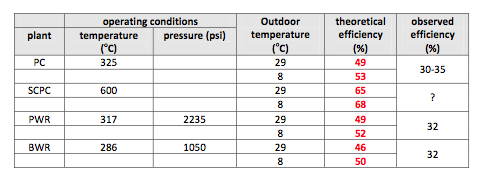 operating conditions Outdoor theoretical observed
plant temperature pressure (psi) temperature efficiency efficiency
(°C) (°C) (%) (%)
PC 325 29 49 30-35
8 53
SCPC 600 29 65 ?
8 68
PWR 317 2235 29 49 32
8 52
BWR 286 1050 29 46 32
8 50